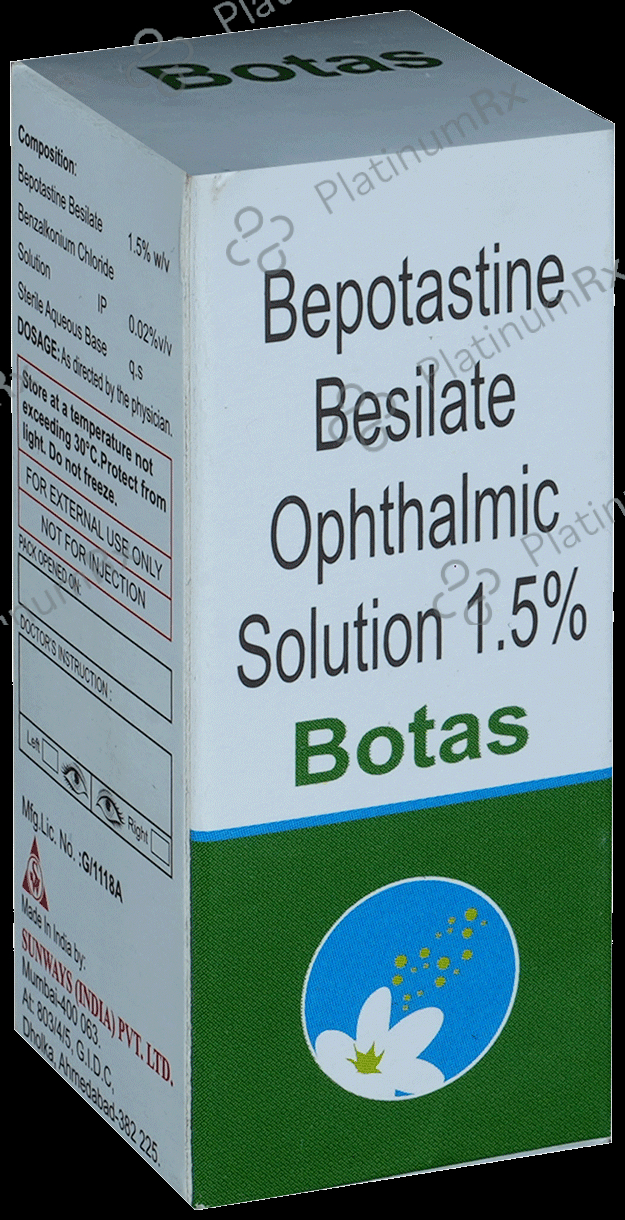 Botas
Bepotastine
Besilate
Ophthalmic
Solution 1.5%
Botas
Composition:
Bepotastine Besilate 1.5% w/v
Benzalkonium Chloride
Solution IP 0.02%v/v
Sterile Aqueous Base q.s
DOSAGE: As directed by the physician.
Store at a temperature not
exceeding 30°C.Protect from
light. Do not freeze.
FOR EXTERNAL USE ONLY
NOT FOR INJECTION
PACK OPENED ON:
DOCTOR'S INSTRUCTION :
Left
Right
Mfg.Lic. No. :G/1118A
Made In India by:
SUNWAYS (INDIA) PVT. LTD.
Mumbai-400 063.
At: 803/4/5, G.I.D.C,
Dholka, Ahmedabad-382 225.
PlatinumRx
PlatinumRx
PlatinumRx